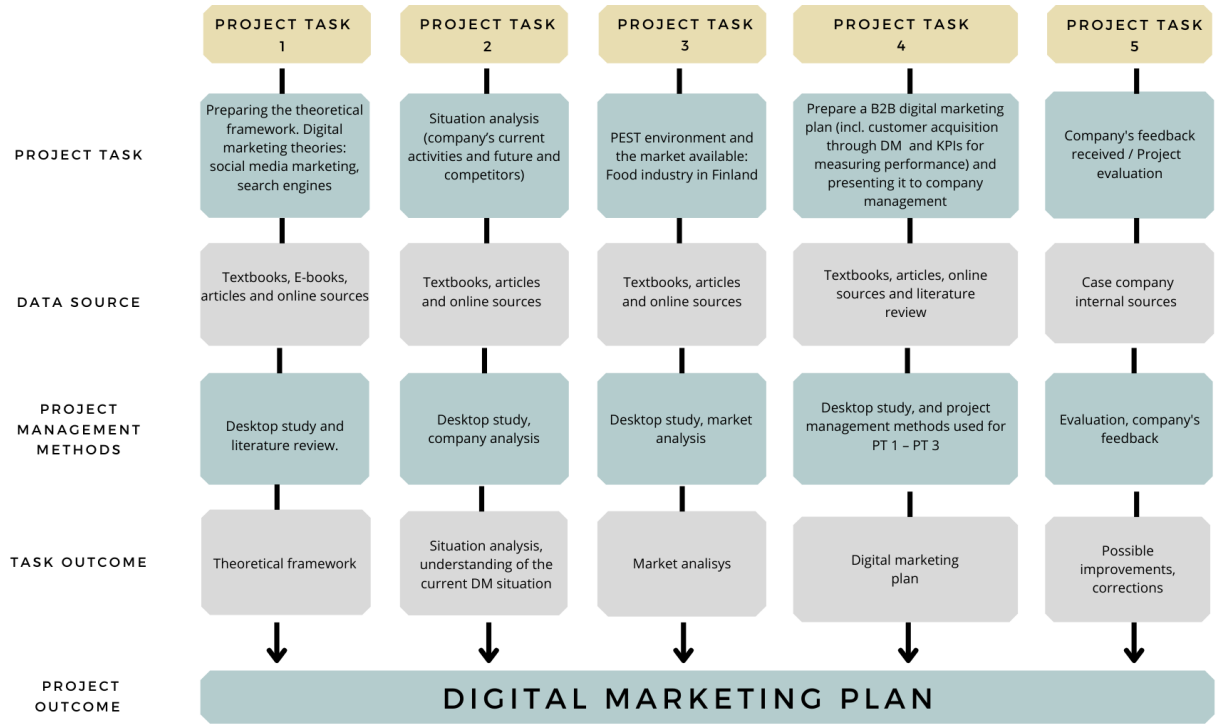 PROJECT TASK
1
PROJECT TASK
2
PROJECT TASK
3
PROJECT TASK
4
PROJECT TASK
5
PROJECT TASK
Preparing the theoretical
framework. Digital
marketing theories:
social media marketing,
search engines
Situation analysis
(company’s current
activities and future and
competitors)
PEST environment and
the market available:
Food industry in Finland
Prepare a B2B digital marketing
plan (incl. customer acquisition
through DM and KPIs for
measuring performance) and
presenting it to company
management
Company's feedback
received / Project
evaluation
DATA SOURCE
Textbooks, E-books,
articles and online sources
Textbooks, articles
and online sources
Textbooks, articles
and online sources
Textbooks, articles, online
sources and literature
review
Case company
internal sources
PROJECT
MANAGEMENT
METHODS
Desktop study and
literature review.
Desktop study,
company analysis
Desktop study, market
analysis
Desktop study, and project
management methods used for
PT 1 – PT 3
Evaluation, company's
feedback
TASK OUTCOME
Theoretical framework
Situation analysis,
understanding of the
current DM situation
Market analisys
Digital marketing
plan
Possible
improvements,
corrections
PROJECT
OUTCOME
DIGITAL MARKETING PLAN